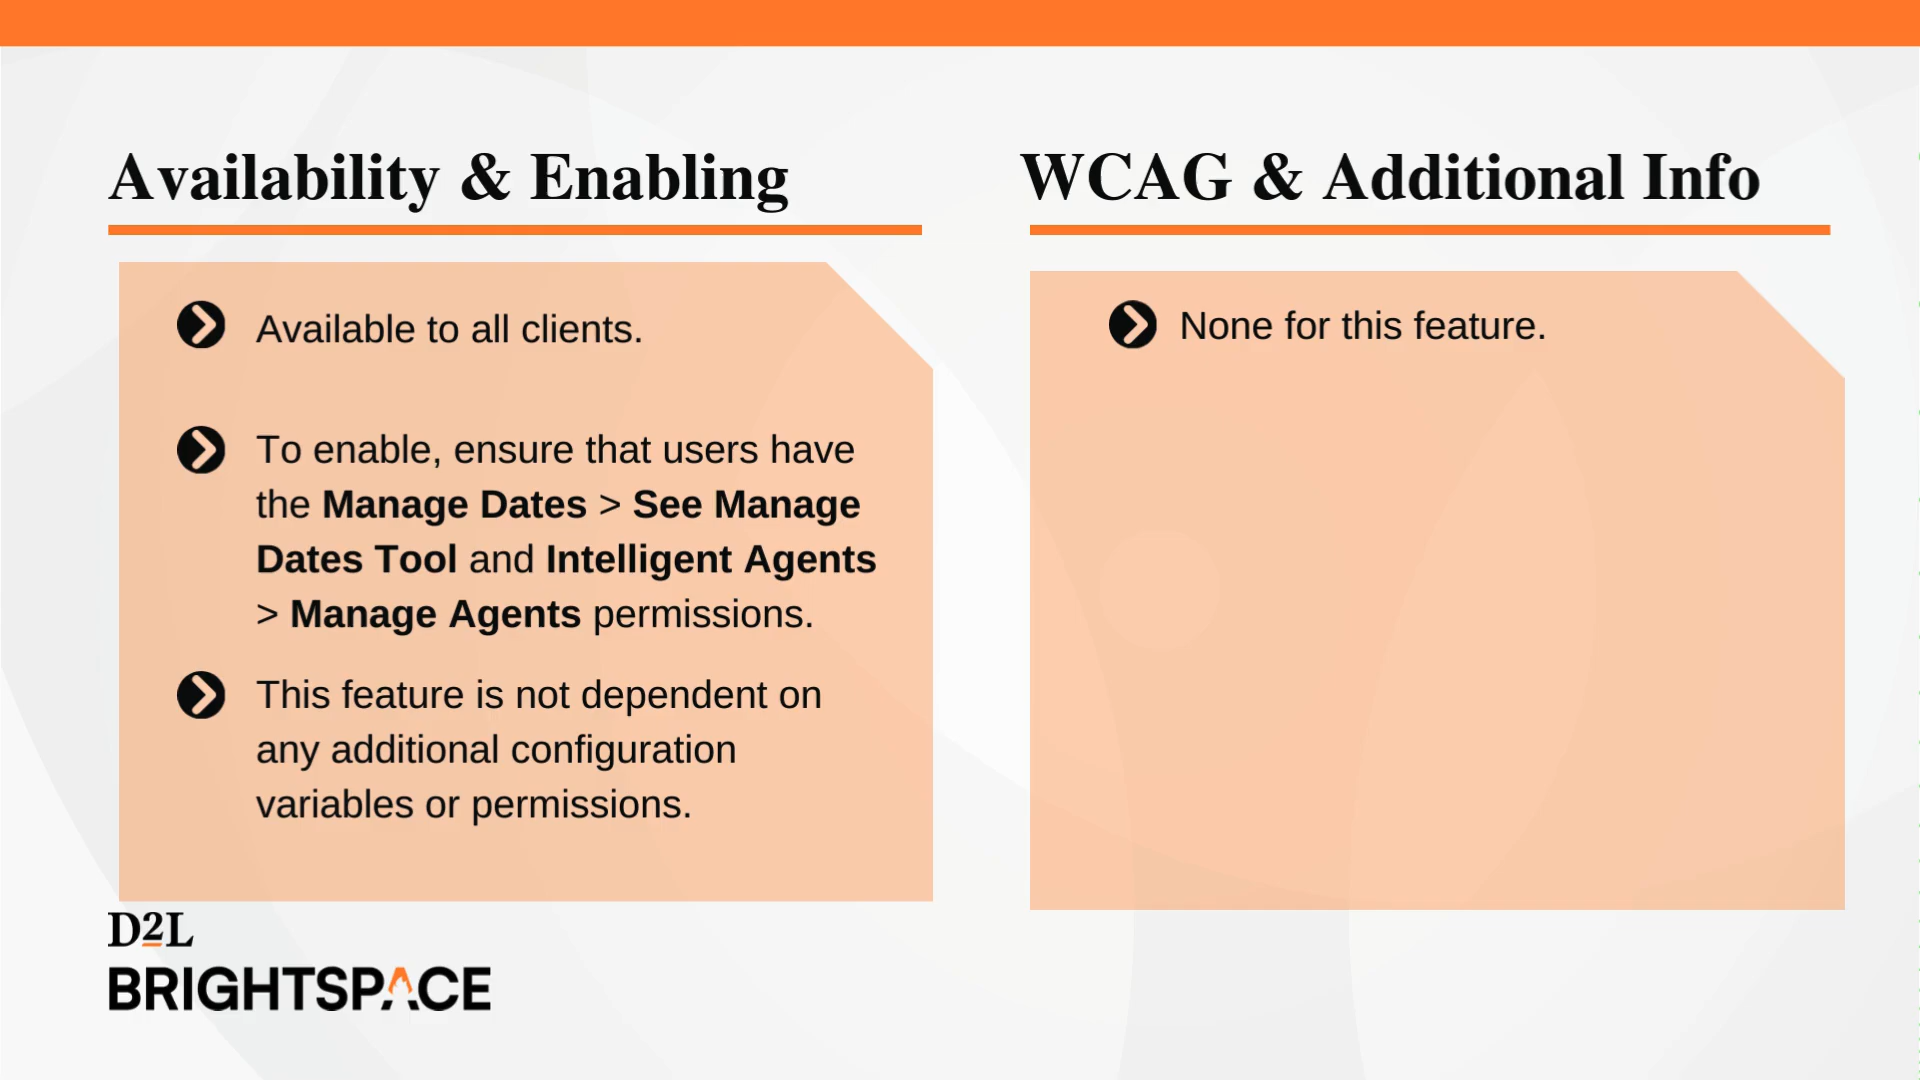 Availability & Enabling
Available to all clients.
To enable, ensure that users have
the Manage Dates > See Manage
Dates Tool and Intelligent Agents
> Manage Agents permissions.
This feature is not dependent on
any additional configuration
variables or permissions.
WCAG & Additional Info
None for this feature.
D2L
BRIGHTSPACE